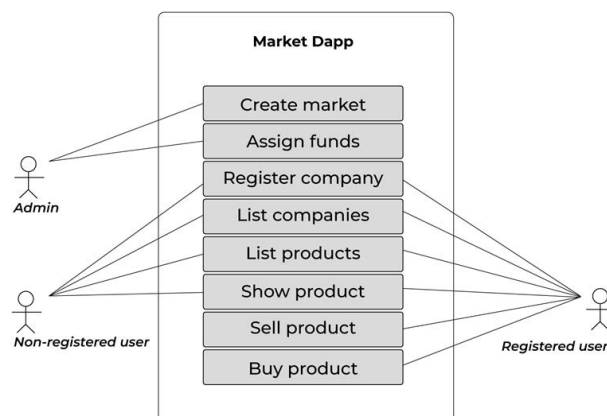 Market Dapp
Create market
Assign funds
Register company
List companies
List products
Show product
Sell product
Buy product
Admin
Non-registered user
Registered user